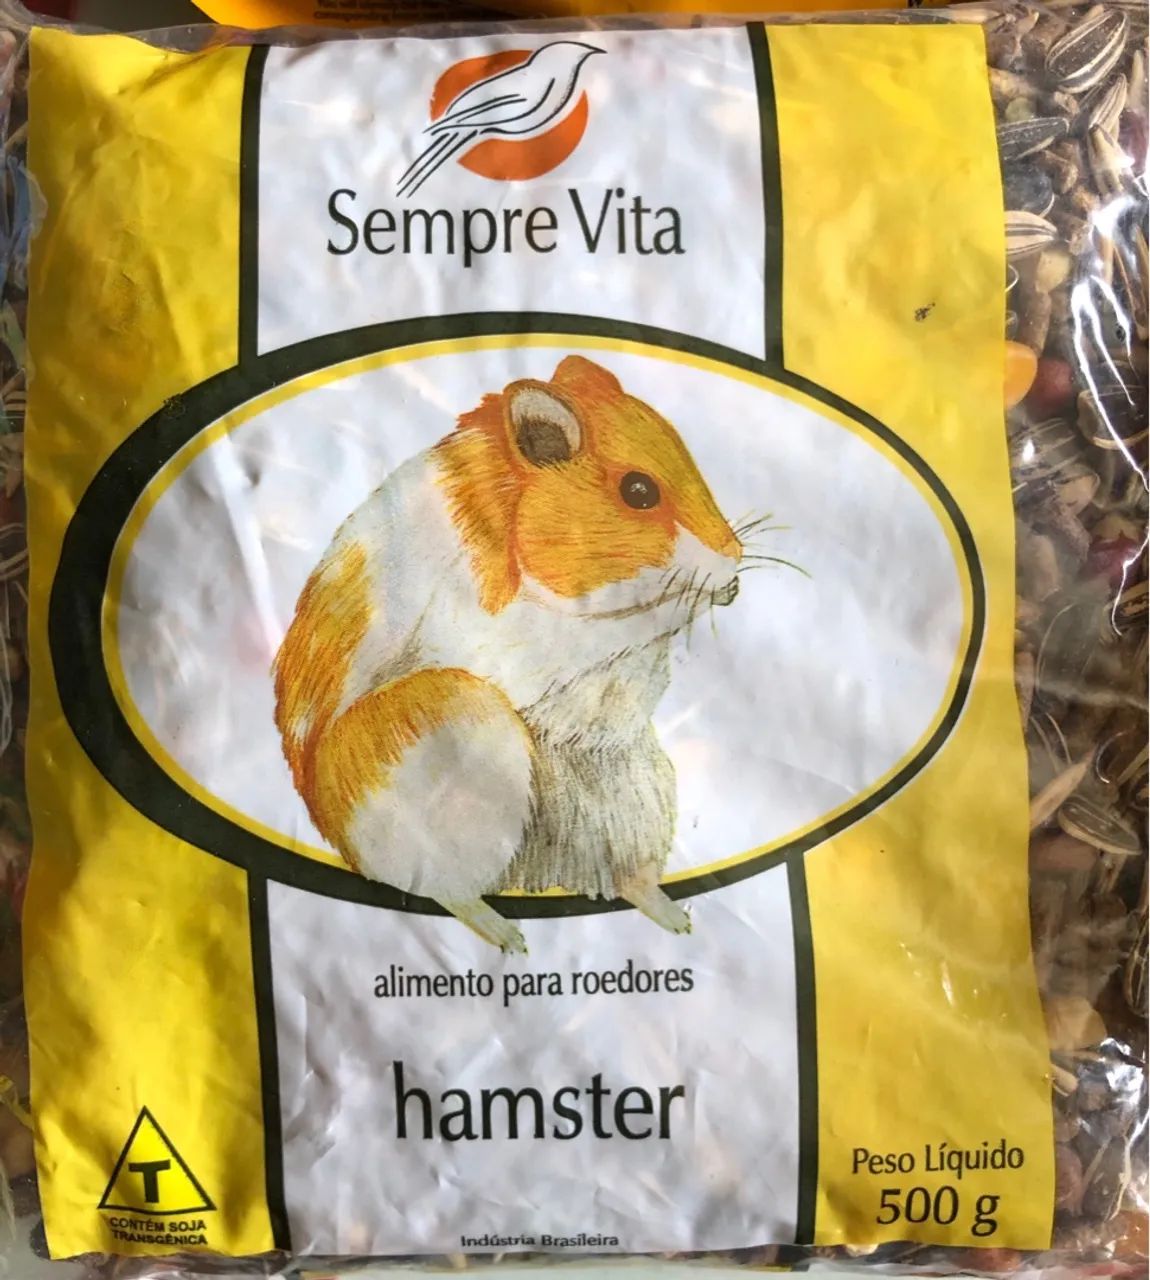 Sempre Vita
alimento para roedores
hamster
T
CONTÉM SOJA
TRANSGÊNICA
Peso Líquido
500 g
Indústria Brasileira